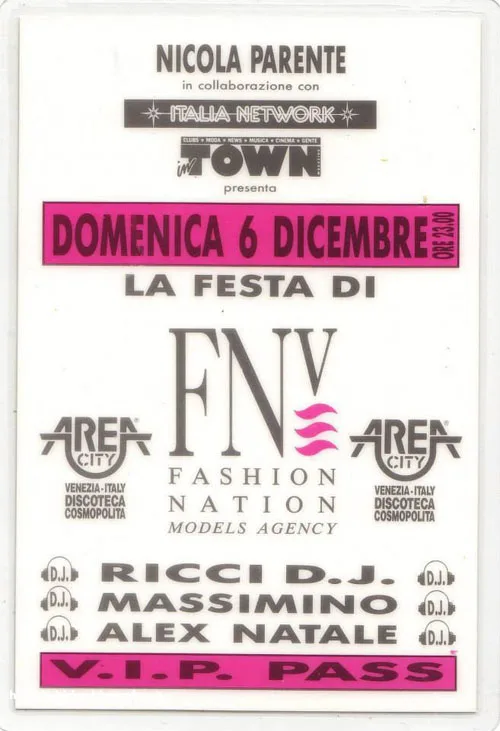 NICOLA PARENTE
in collaborazione con
ITALIA NETWORK
CLUBS • MODA • NEWS • MUSICA • CINEMA • GENTE
in TOWN
presenta
DOMENICA 6 DICEMBRE ORE 23.00
LA FESTA DI
FNV
AREA CITY
VENEZIA-ITALY
DISCOTECA
COSMOPOLITA
FASHION
NATION
MODELS AGENCY
AREA CITY
VENEZIA-ITALY
DISCOTECA
COSMOPOLITA
D.J. RICCI D.J. D.J.
D.J. MASSIMINO D.J.
D.J. ALEX NATALE D.J.
V.I.P. PASS